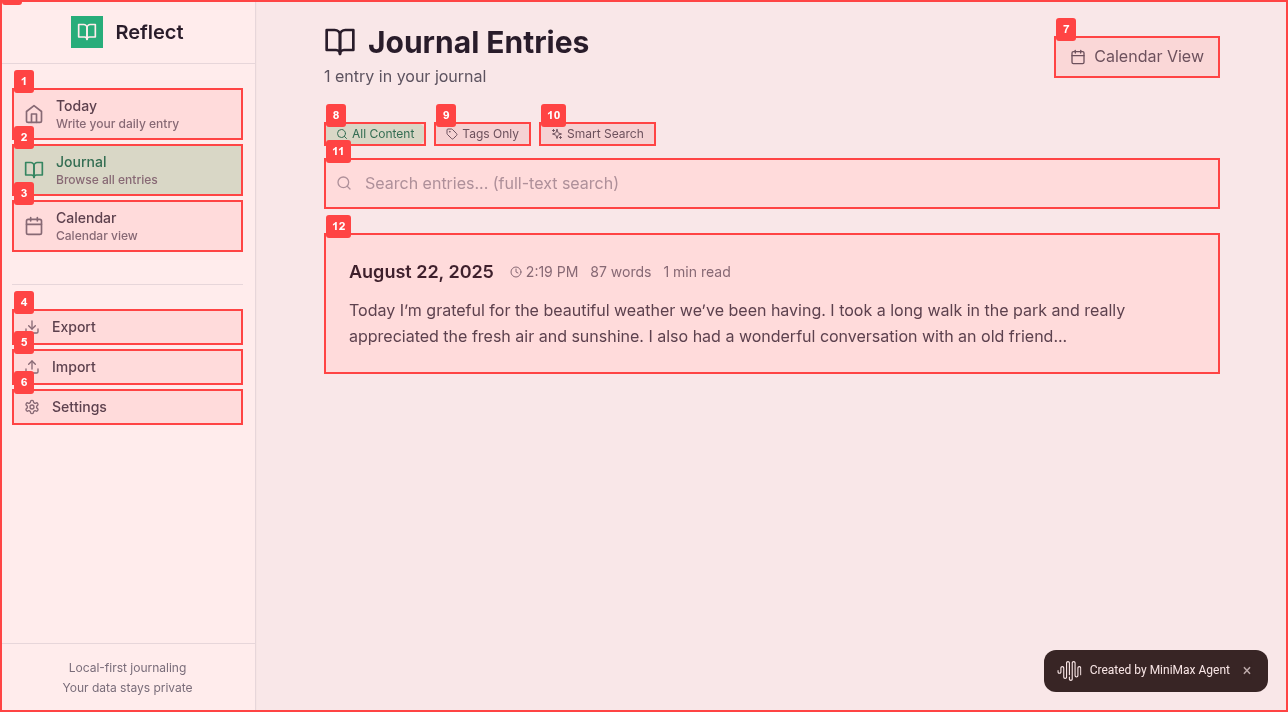 Reflect
1
Today
Write your daily entry
2
Journal
Browse all entries
3
Calendar
Calendar view
4
Export
5
Import
6
Settings
Local-first journaling
Your data stays private
Journal Entries
1 entry in your journal
7
Calendar View
8
All Content
9
Tags Only
10
Smart Search
11
Search entries... (full-text search)
12
August 22, 2025 2:19 PM 87 words 1 min read
Today I'm grateful for the beautiful weather we've been having. I took a long walk in the park and really
appreciated the fresh air and sunshine. I also had a wonderful conversation with an old friend...
Created by MiniMax Agent ×